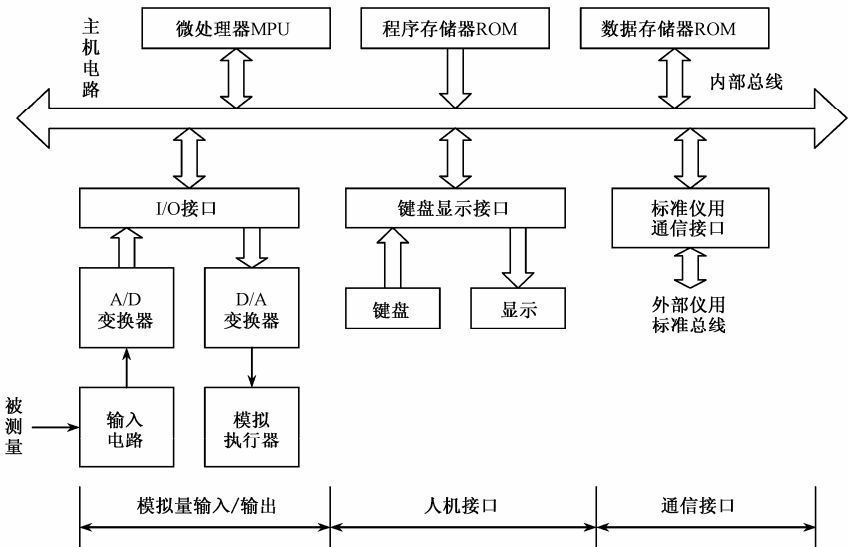 主机电路
微处理器MPU
程序存储器ROM
数据存储器ROM
内部总线
I/O接口
键盘显示接口
标准仪用
通信接口
A/D
变换器
D/A
变换器
键盘
显示
外部仪用
标准总线
被测量
输入
电路
模拟
执行器
模拟量输入/输出
人机接口
通信接口